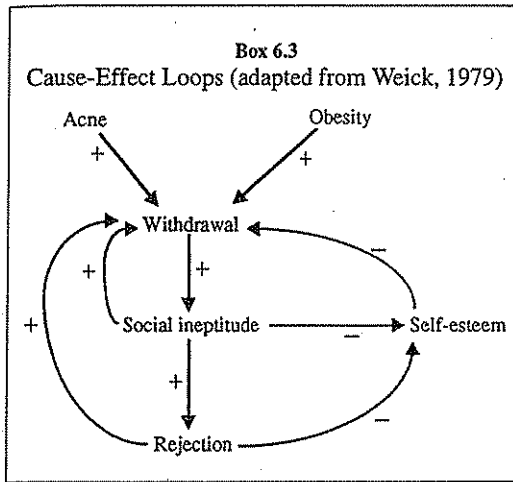 Box 6.3
Cause-Effect Loops (adapted from Weick, 1979)
Acne
Obesity
+
+
Withdrawal
−
+
+
+
Social ineptitude
−
Self-esteem
+
−
Rejection